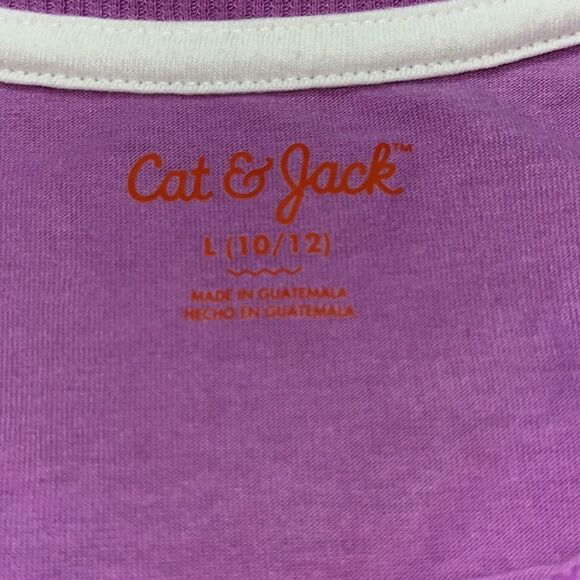 Cat & Jack™
L (10/12)
MADE IN GUATEMALA
HECHO EN GUATEMALA